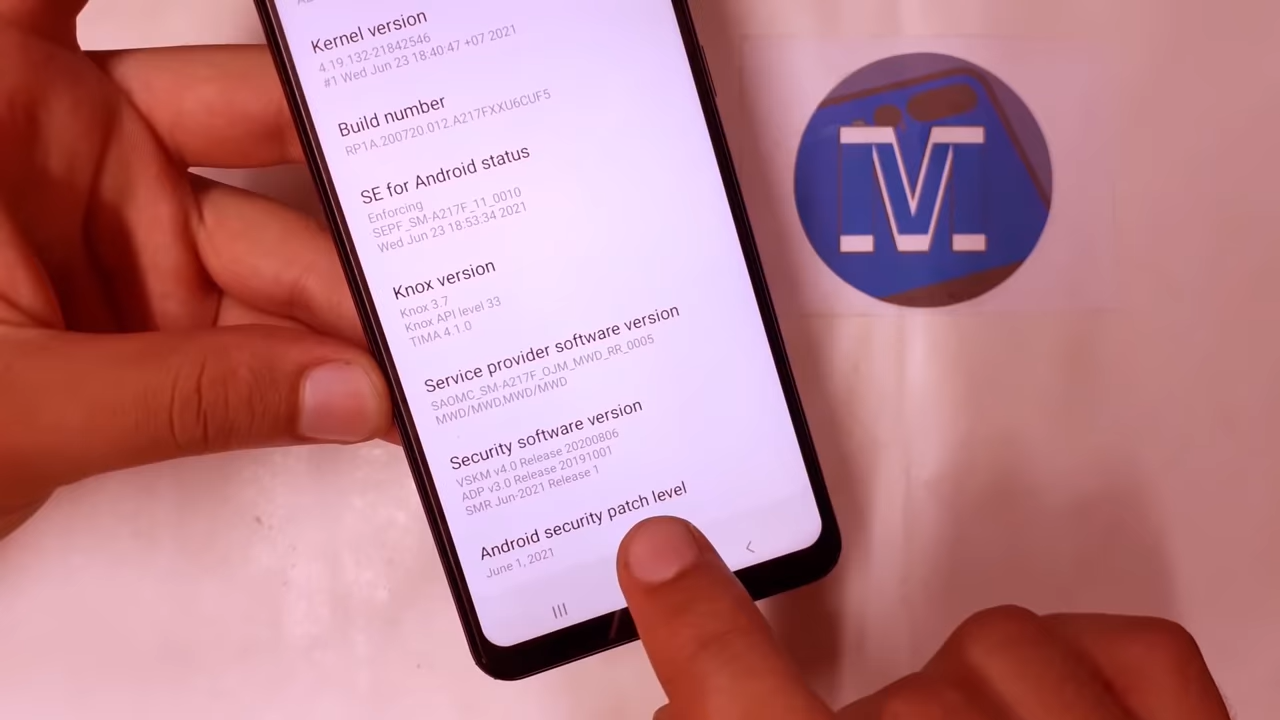 Kernel version
4.19.132-21842546
#1 Wed Jun 23 18:40:47 +07 2021
Build number
RP1A.200720.012.A217FXXU6CUF5
SE for Android status
Enforcing
SEPF_SM-A217F_11_0010
Wed Jun 23 18:53:34 2021
Knox version
Knox 3.7
Knox API level 33
TIMA 4.1.0
Service provider software version
SAOMC_SM-A217F_OJM_MWD_RR_0005
MWD/MWD,MWD/MWD
Security software version
VSKM v4.0 Release 20200806
ADP v3.0 Release 20191001
SMR Jun-2021 Release 1
Android security patch level
June 1, 2021